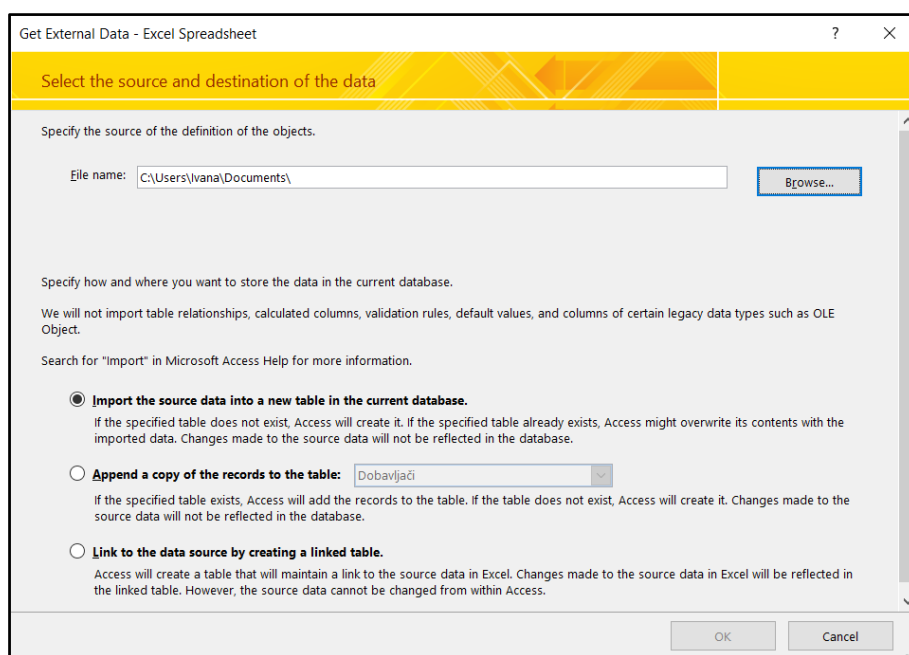 Get External Data - Excel Spreadsheet
Select the source and destination of the data
Specify the source of the definition of the objects.
File name: C:\Users\Ivana\Documents\ Browse...
Specify how and where you want to store the data in the current database.
We will not import table relationships, calculated columns, validation rules, default values, and columns of certain legacy data types such as OLE
Object.
Search for "Import" in Microsoft Access Help for more information.
Import the source data into a new table in the current database.
If the specified table does not exist, Access will create it. If the specified table already exists, Access might overwrite its contents with the
imported data. Changes made to the source data will not be reflected in the database.
Append a copy of the records to the table: Dobavljači
If the specified table exists, Access will add the records to the table. If the table does not exist, Access will create it. Changes made to the
source data will not be reflected in the database.
Link to the data source by creating a linked table.
Access will create a table that will maintain a link to the source data in Excel. Changes made to the source data in Excel will be reflected in
the linked table. However, the source data cannot be changed from within Access.
OK Cancel